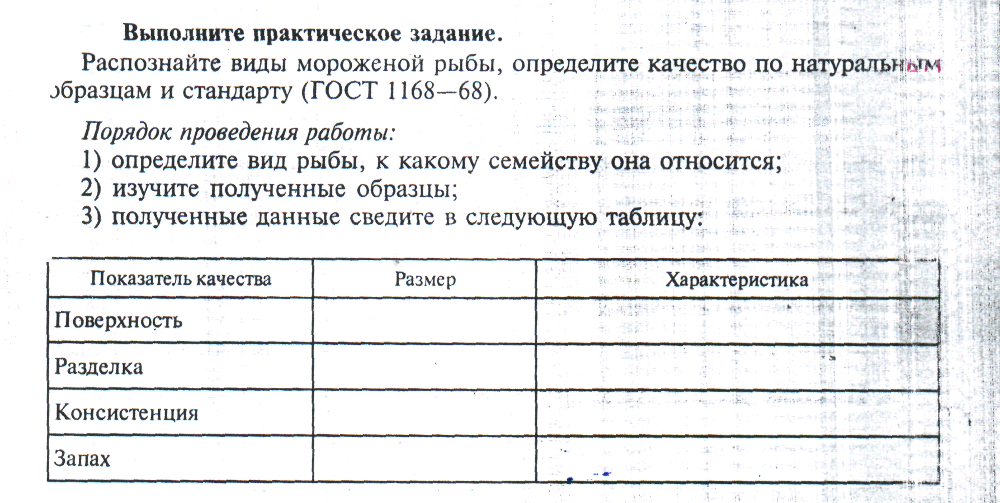 Выполните практическое задание.
Распознайте виды мороженой рыбы, определите качество по натуральным
образцам и стандарту (ГОСТ 1168—68).
Порядок проведения работы:
1) определите вид рыбы, к какому семейству она относится;
2) изучите полученные образцы;
3) полученные данные сведите в следующую таблицу:
Показатель качества Размер Характеристика
Поверхность
Разделка
Консистенция
Запах